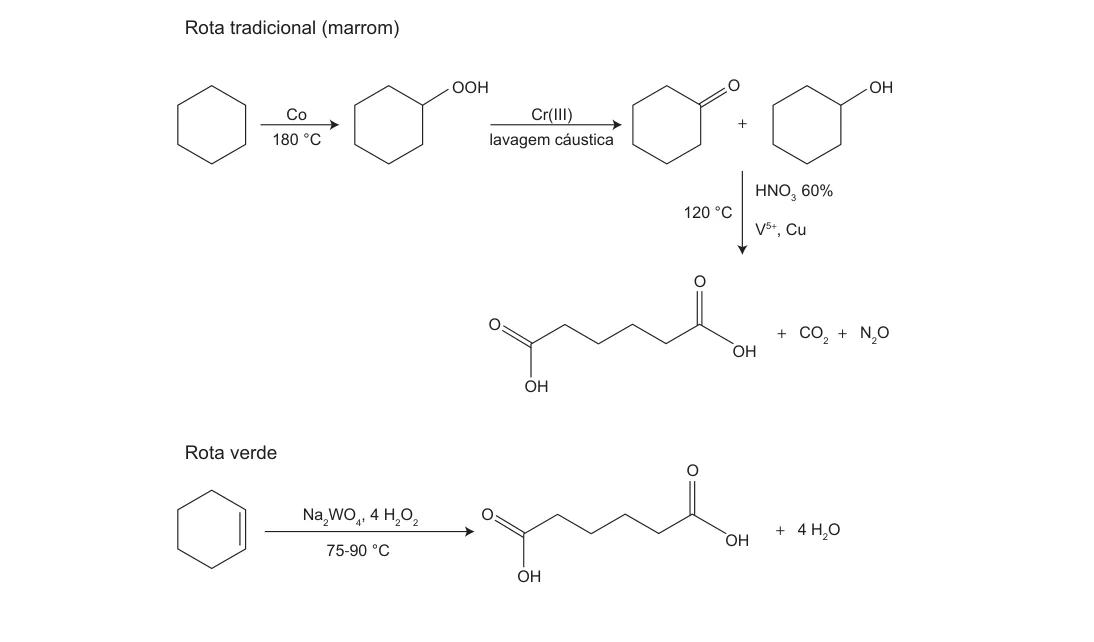 Rota tradicional (marrom)
Co
180 °C
OOH
Cr(III)
lavagem cáustica
O
+
OH
120 °C
HNO₃ 60%
V⁵⁺, Cu
O
OH
O
OH
+ CO₂ + N₂O
Rota verde
Na₂WO₄, 4 H₂O₂
75-90 °C
O
OH
O
OH
+ 4 H₂O